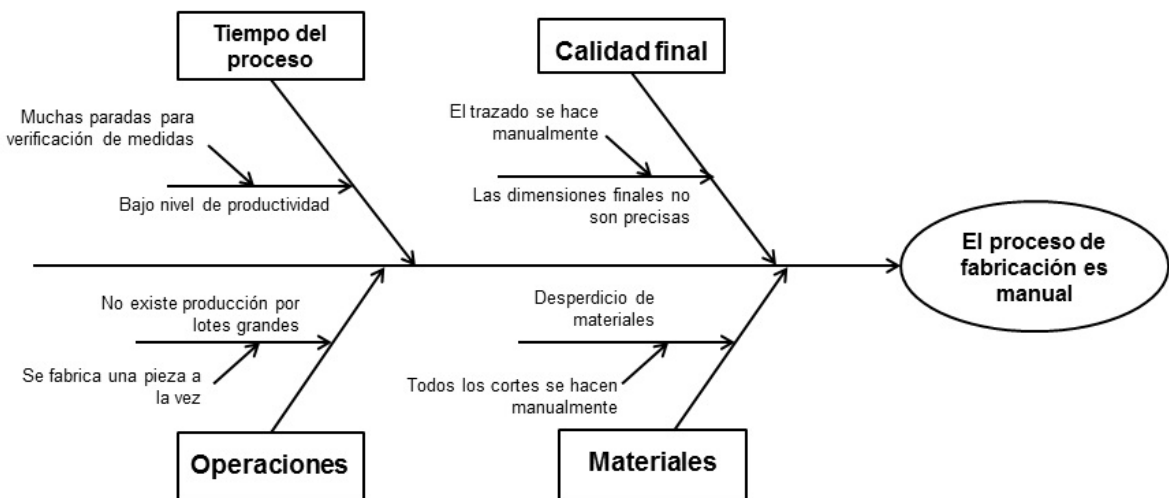 Tiempo del
proceso
Calidad final
Muchas paradas para
verificación de medidas
El trazado se hace
manualmente
Bajo nivel de productividad
Las dimensiones finales no
son precisas
El proceso de
fabricación es
manual
No existe producción por
lotes grandes
Desperdicio de
materiales
Se fabrica una pieza a
la vez
Todos los cortes se hacen
manualmente
Operaciones
Materiales